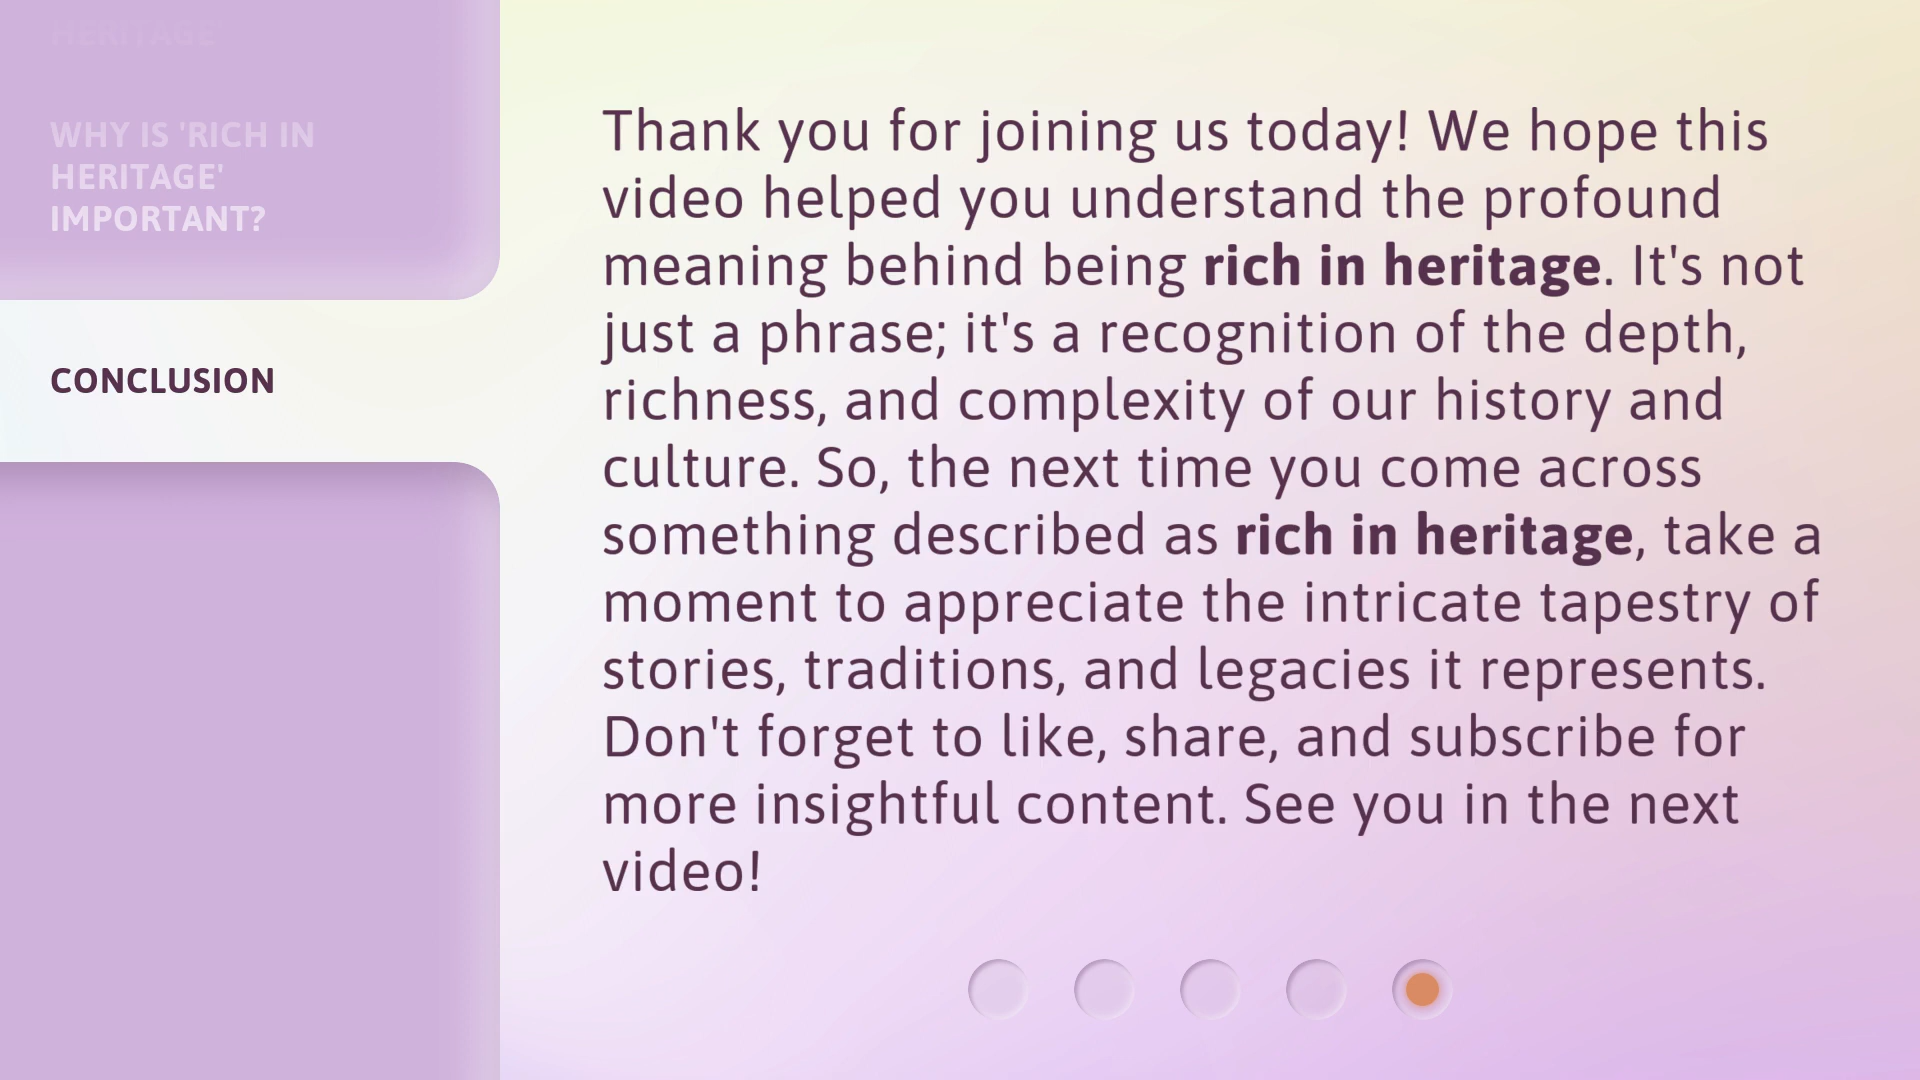 HERITAGE'
WHY IS 'RICH IN
HERITAGE'
IMPORTANT?
CONCLUSION
Thank you for joining us today! We hope this
video helped you understand the profound
meaning behind being rich in heritage. It's not
just a phrase; it's a recognition of the depth,
richness, and complexity of our history and
culture. So, the next time you come across
something described as rich in heritage, take a
moment to appreciate the intricate tapestry of
stories, traditions, and legacies it represents.
Don't forget to like, share, and subscribe for
more insightful content. See you in the next
video!